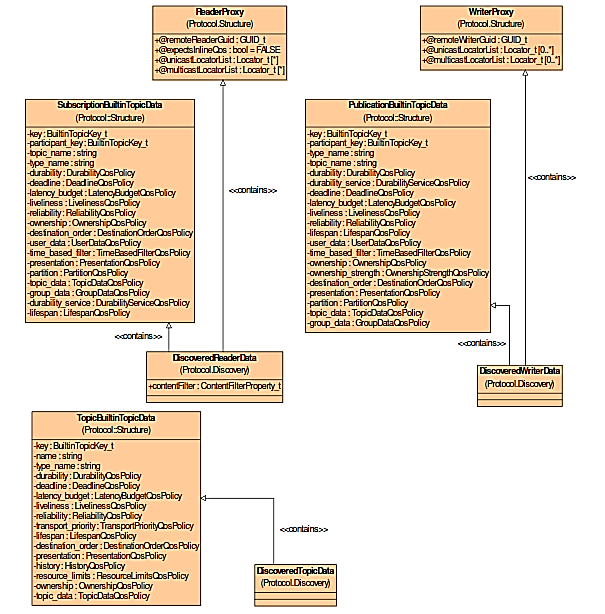 ReaderProxy
(Protocol.Structure)
+@remoteReaderGuid : GUID_t
+@expectsInlineQos : bool = FALSE
+@unicastLocatorList : Locator_t [*]
+@multicastLocatorList : Locator_t [*]
WriterProxy
(Protocol.Structure)
+@remoteWriterGuid : GUID_t
+@unicastLocatorList : Locator_t [0..*]
+@multicastLocatorList : Locator_t [0..*]
SubscriptionBuiltinTopicData
(Protocol::Structure)
-key : BuiltinTopicKey_t
-participant_key : BuiltinTopicKey_t
-topic_name : string
-type_name : string
-durability : DurabilityQosPolicy
-deadline : DeadlineQosPolicy
-latency_budget : LatencyBudgetQosPolicy
-liveliness : LivelinessQosPolicy
-reliability : ReliabilityQosPolicy
-ownership : OwnershipQosPolicy
-destination_order : DestinationOrderQosPolicy
-user_data : UserDataQosPolicy
-time_based_filter : TimeBasedFilterQosPolicy
-presentation : PresentationQosPolicy
-partition : PartitionQosPolicy
-topic_data : TopicDataQosPolicy
-group_data : GroupDataQosPolicy
-durability_service : DurabilityServiceQosPolicy
-lifespan : LifespanQosPolicy
<<contains>>
PublicationBuiltinTopicData
(Protocol::Structure)
-key : BuiltinTopicKey_t
-participant_key : BuiltinTopicKey_t
-type_name : string
-topic_name : string
-durability : DurabilityQosPolicy
-durability_service : DurabilityServiceQosPolicy
-deadline : DeadlineQosPolicy
-latency_budget : LatencyBudgetQosPolicy
-liveliness : LivelinessQosPolicy
-reliability : ReliabilityQosPolicy
-lifespan : LifespanQosPolicy
-user_data : UserDataQosPolicy
-time_based_filter : TimeBasedFilterQosPolicy
-ownership : OwnershipQosPolicy
-ownership_strength : OwnershipStrengthQosPolicy
-destination_order : DestinationOrderQosPolicy
-presentation : PresentationQosPolicy
-partition : PartitionQosPolicy
-topic_data : TopicDataQosPolicy
-group_data : GroupDataQosPolicy
<<contains>>
<<contains>>
<<contains>>
DiscoveredReaderData
(Protocol.Discovery)
+contentFilter : ContentFilterProperty_t
DiscoveredWriterData
(Protocol.Discovery)
TopicBuiltinTopicData
(Protocol::Structure)
-key : BuiltinTopicKey_t
-name : string
-type_name : string
-durability : DurabilityQosPolicy
-deadline : DeadlineQosPolicy
-latency_budget : LatencyBudgetQosPolicy
-liveliness : LivelinessQosPolicy
-reliability : ReliabilityQosPolicy
-transport_priority : TransportPriorityQosPolicy
-lifespan : LifespanQosPolicy
-destination_order : DestinationOrderQosPolicy
-presentation : PresentationQosPolicy
-history : HistoryQosPolicy
-resource_limits : ResourceLimitsQosPolicy
-ownership : OwnershipQosPolicy
-topic_data : TopicDataQosPolicy
<<contains>>
DiscoveredTopicData
(Protocol.Discovery)